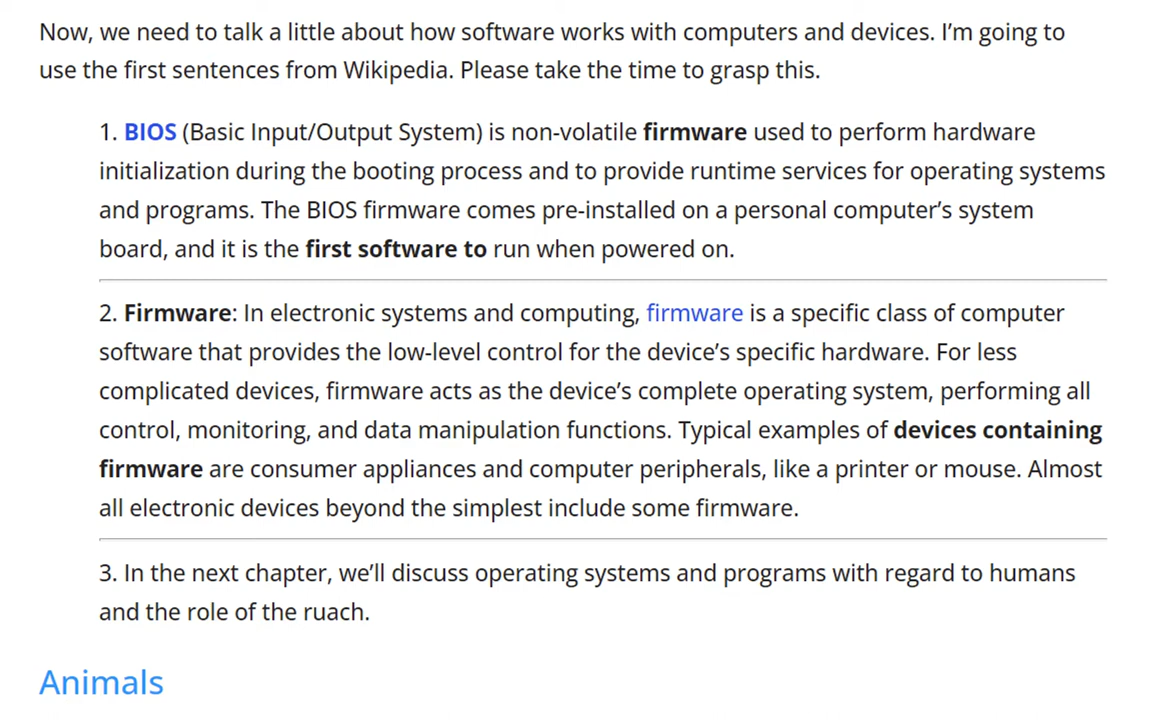 Now, we need to talk a little about how software works with computers and devices. I’m going to
use the first sentences from Wikipedia. Please take the time to grasp this.
1. BIOS (Basic Input/Output System) is non-volatile firmware used to perform hardware
initialization during the booting process and to provide runtime services for operating systems
and programs. The BIOS firmware comes pre-installed on a personal computer’s system
board, and it is the first software to run when powered on.
2. Firmware: In electronic systems and computing, firmware is a specific class of computer
software that provides the low-level control for the device’s specific hardware. For less
complicated devices, firmware acts as the device’s complete operating system, performing all
control, monitoring, and data manipulation functions. Typical examples of devices containing
firmware are consumer appliances and computer peripherals, like a printer or mouse. Almost
all electronic devices beyond the simplest include some firmware.
3. In the next chapter, we’ll discuss operating systems and programs with regard to humans
and the role of the ruach.
Animals